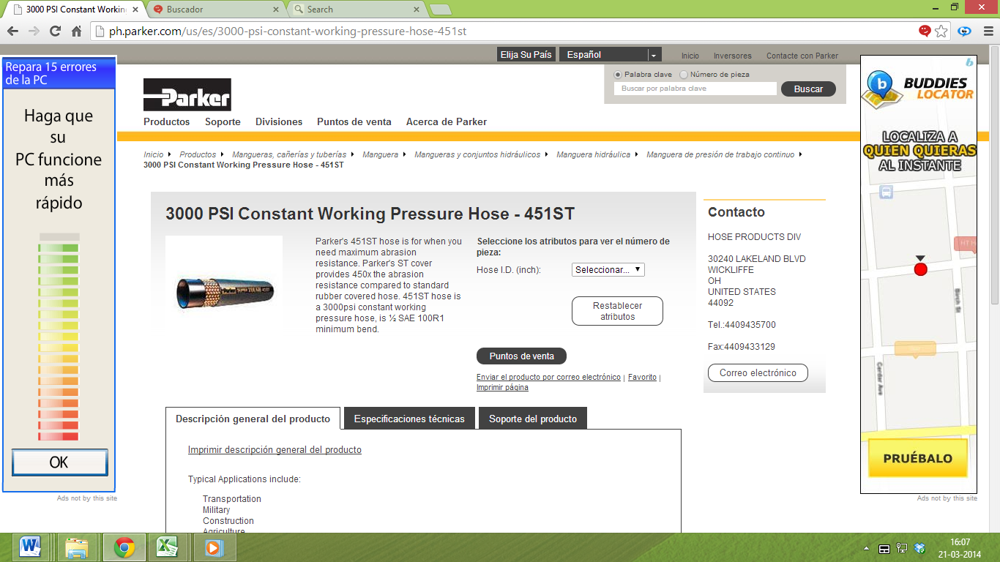 3000 PSI Constant Working
Buscador
Search
ph.parker.com/us/es/3000-psi-constant-working-pressure-hose-451st
Elija Su País
Español
Inicio
Inversores
Contacte con Parker
Palabra clave
Número de pieza
Buscar por palabra clave
Buscar
Parker
Productos
Soporte
Divisiones
Puntos de venta
Acerca de Parker
Inicio
Productos
Mangueras, cañerías y tuberías
Manguera
Mangueras y conjuntos hidráulicos
Manguera hidráulica
Manguera de presión de trabajo continuo
3000 PSI Constant Working Pressure Hose - 451ST
Repara 15 errores
de la PC
Haga que
su
PC funcione
más
rápido
OK
Ads not by this site
3000 PSI Constant Working Pressure Hose - 451ST
Parker's 451ST hose is for when you
need maximum abrasion
resistance. Parker's ST cover
provides 450x the abrasion
resistance compared to standard
rubber covered hose. 451ST hose is
a 3000psi constant working
pressure hose, is ½ SAE 100R1
minimum bend.
Seleccione los atributos para ver el número de
pieza:
Hose I.D. (inch):
Seleccionar...
Restablecer
atributos
Puntos de venta
Enviar el producto por correo electrónico | Favorito |
Imprimir página
Contacto
HOSE PRODUCTS DIV
30240 LAKELAND BLVD
WICKLIFFE
OH
UNITED STATES
44092
Tel.:4409435700
Fax:4409433129
Correo electrónico
Descripción general del producto
Especificaciones técnicas
Soporte del producto
Imprimir descripción general del producto
Typical Applications include:
Transportation
Military
Construction
Agriculture
b
b
BUDDIES
LOCATOR
LOCALIZA A
QUIEN QUIERAS
AL INSTANTE
Birch St
Cerdar Ave
PRUÉBALO
Ads not by this site
16:07
21-03-2014